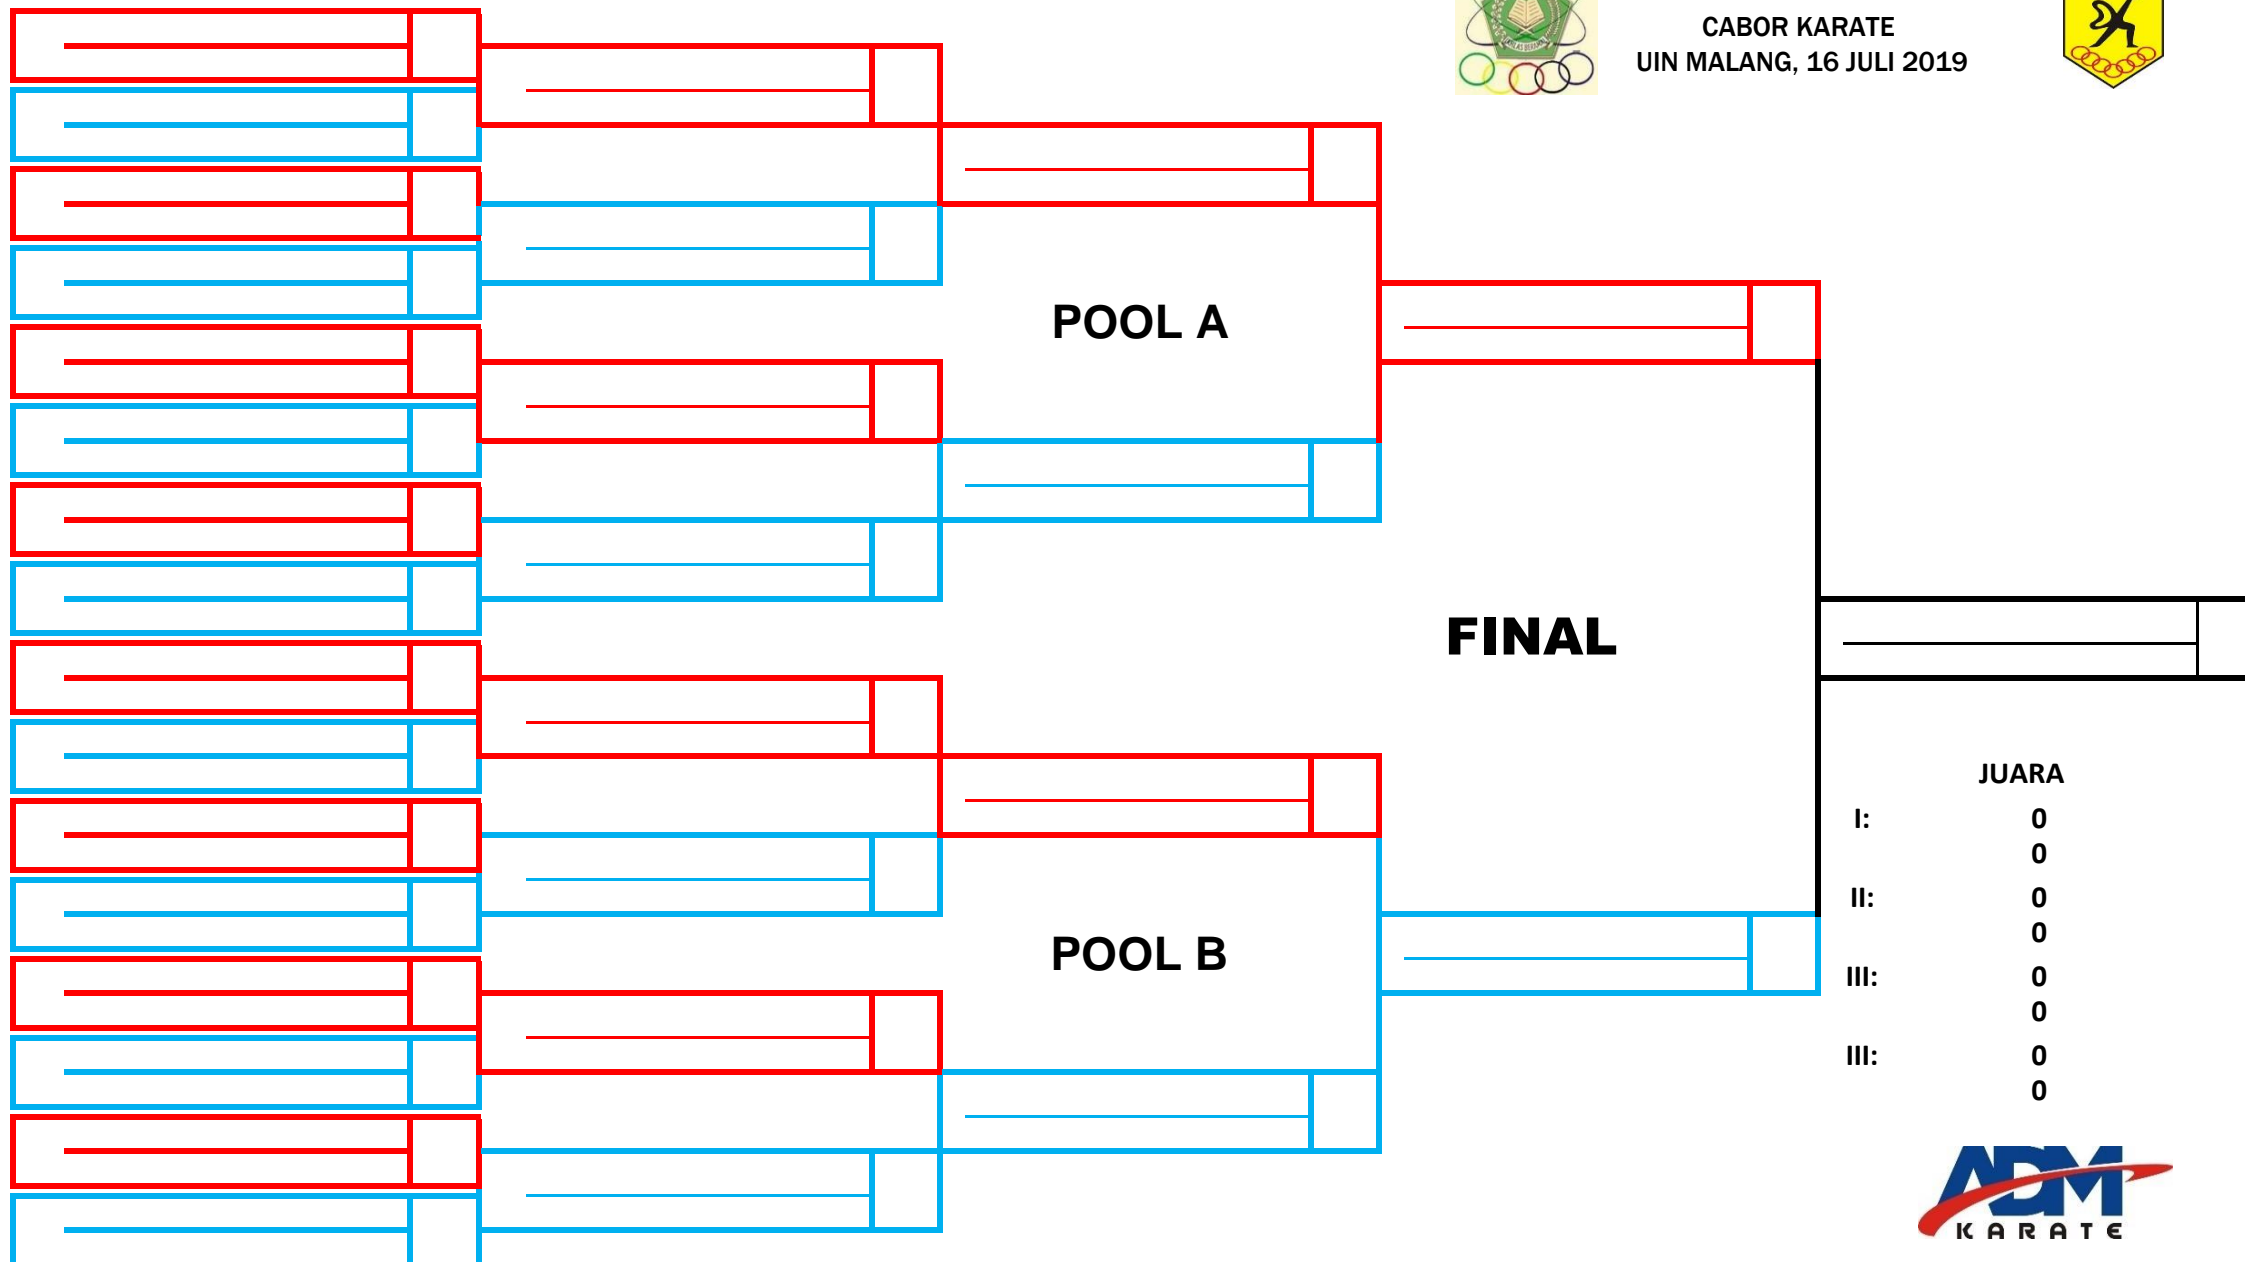 CABOR KARATE
UIN MALANG, 16 JULI 2019
POOL A
FINAL
POOL B
JUARA
I: 0
0
II: 0
0
III: 0
0
III: 0
0
ADM
KARATE